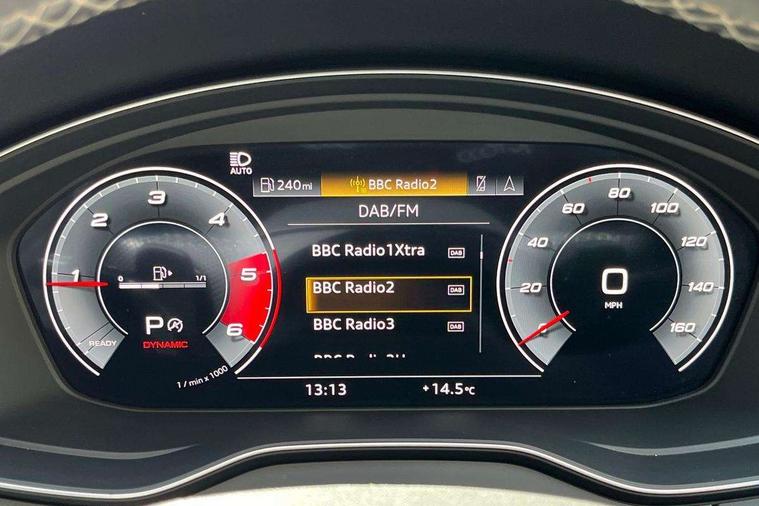 AUTO
240mi
BBC Radio2
DAB/FM
BBC Radio1Xtra DAB
BBC Radio2 DAB
BBC Radio3 DAB
13:13
+14.5°C
READY
1
2
3
4
5
6
0 1/1
P
DYNAMIC
1 / min x 1000
0
20
40
60
80
100
120
140
160
0
MPH